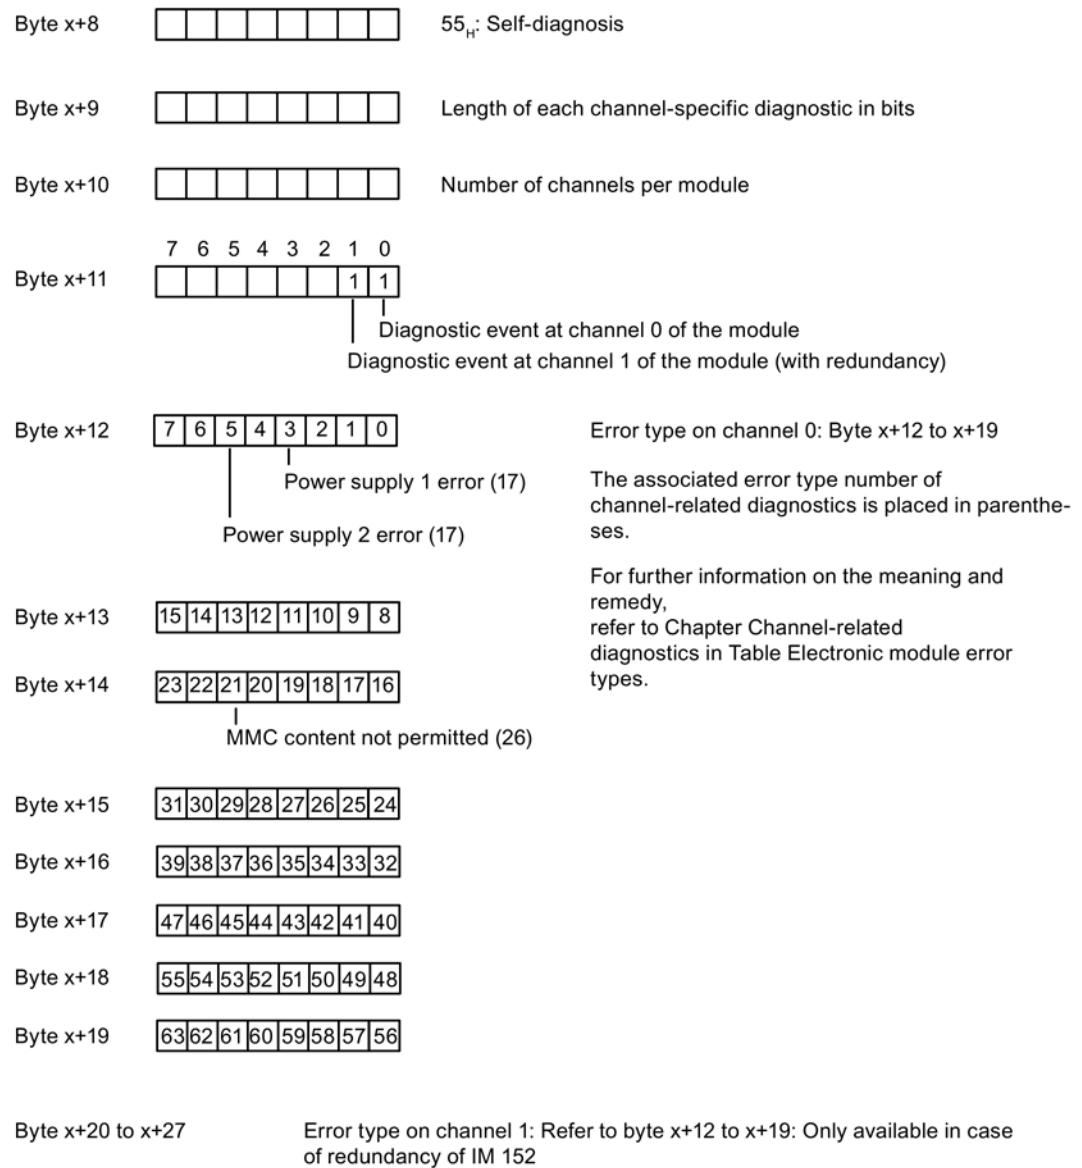 Byte x+8 55H: Self-diagnosis
Byte x+9 Length of each channel-specific diagnostic in bits
Byte x+10 Number of channels per module
7 6 5 4 3 2 1 0
Byte x+11 1 1
Diagnostic event at channel 0 of the module
Diagnostic event at channel 1 of the module (with redundancy)
Byte x+12 7 6 5 4 3 2 1 0 Error type on channel 0: Byte x+12 to x+19
Power supply 1 error (17)
Power supply 2 error (17)
The associated error type number of
channel-related diagnostics is placed in parenthe-
ses.
For further information on the meaning and
remedy,
refer to Chapter Channel-related
diagnostics in Table Electronic module error
types.
Byte x+13 15 14 13 12 11 10 9 8
Byte x+14 23 22 21 20 19 18 17 16
MMC content not permitted (26)
Byte x+15 31 30 29 28 27 26 25 24
Byte x+16 39 38 37 36 35 34 33 32
Byte x+17 47 46 45 44 43 42 41 40
Byte x+18 55 54 53 52 51 50 49 48
Byte x+19 63 62 61 60 59 58 57 56
Byte x+20 to x+27 Error type on channel 1: Refer to byte x+12 to x+19: Only available in case
of redundancy of IM 152